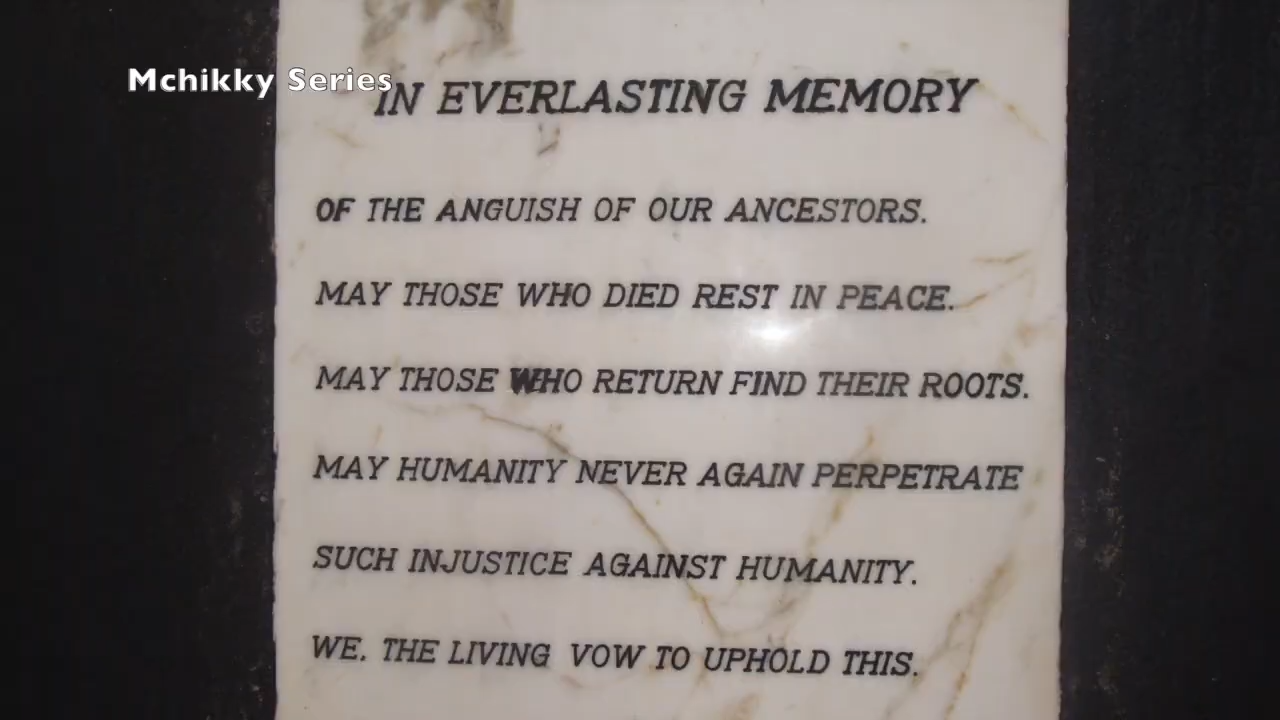 Mchikky Series
IN EVERLASTING MEMORY
OF THE ANGUISH OF OUR ANCESTORS.
MAY THOSE WHO DIED REST IN PEACE.
MAY THOSE WHO RETURN FIND THEIR ROOTS.
MAY HUMANITY NEVER AGAIN PERPETRATE
SUCH INJUSTICE AGAINST HUMANITY.
WE. THE LIVING VOW TO UPHOLD THIS.